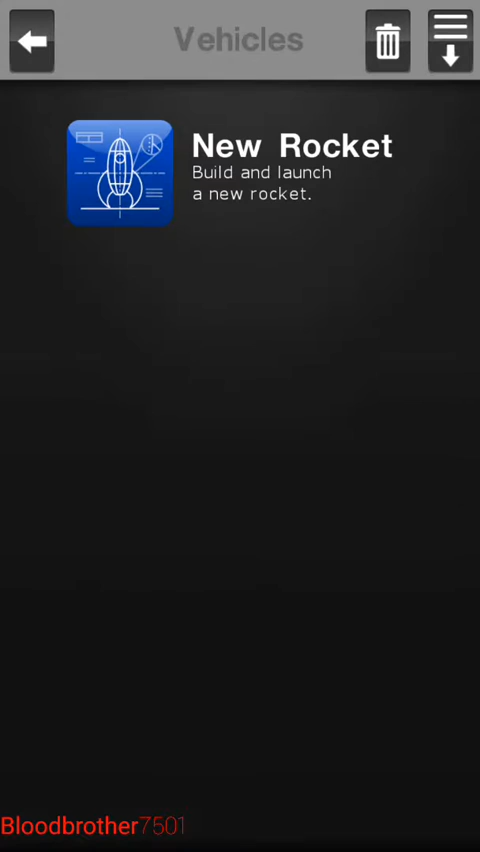 Vehicles
New Rocket
Build and launch
a new rocket.
Bloodbrother7501